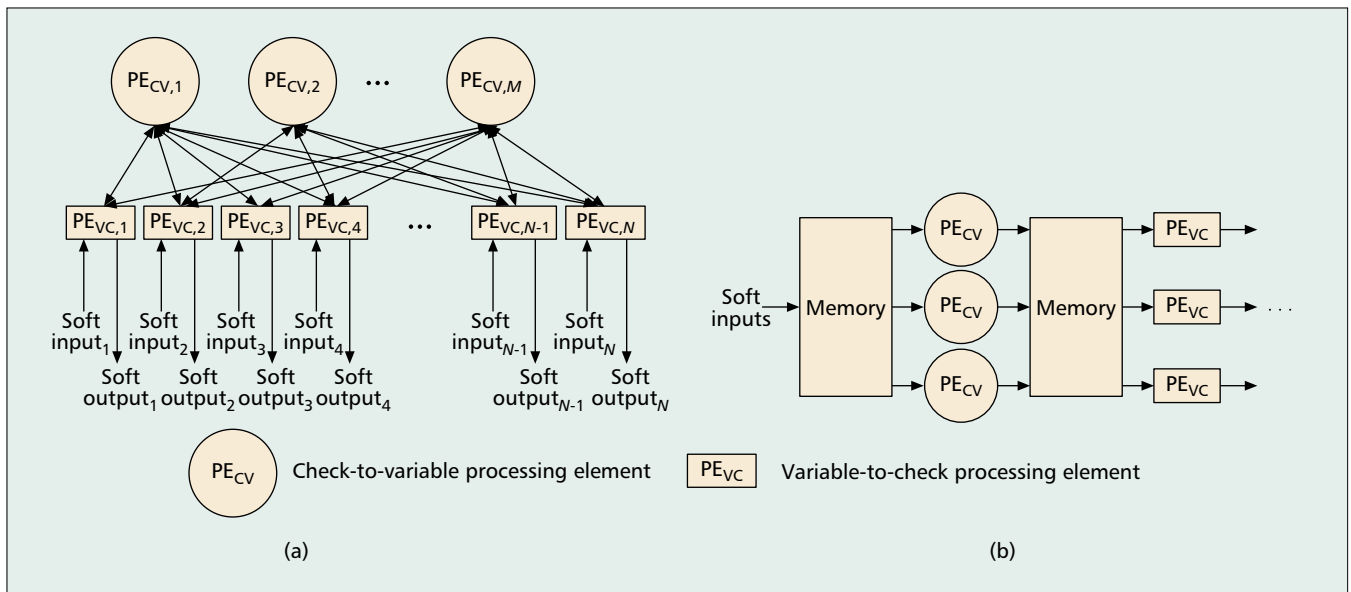 PE_CV,1 PE_CV,2 ... PE_CV,M
PE_VC,1 PE_VC,2 PE_VC,3 PE_VC,4 ... PE_VC,N-1 PE_VC,N
Soft input_1
Soft input_2
Soft input_3
Soft input_4
Soft input_N-1
Soft input_N
Soft output_1
Soft output_2
Soft output_3
Soft output_4
Soft output_N-1
Soft output_N
Soft inputs
Memory
PE_CV
PE_CV
PE_CV
Memory
PE_VC
PE_VC
PE_VC
...
PE_CV Check-to-variable processing element
PE_VC Variable-to-check processing element
(a)
(b)